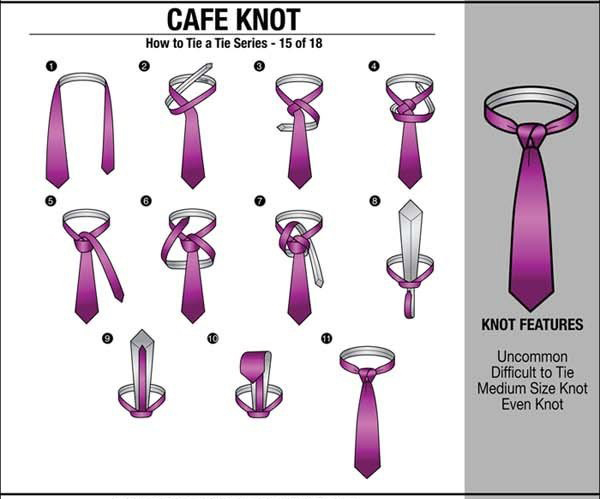 CAFE KNOT
How to Tie a Tie Series - 15 of 18
1
2
3
4
5
6
7
8
9
10
11
KNOT FEATURES
Uncommon
Difficult to Tie
Medium Size Knot
Even Knot